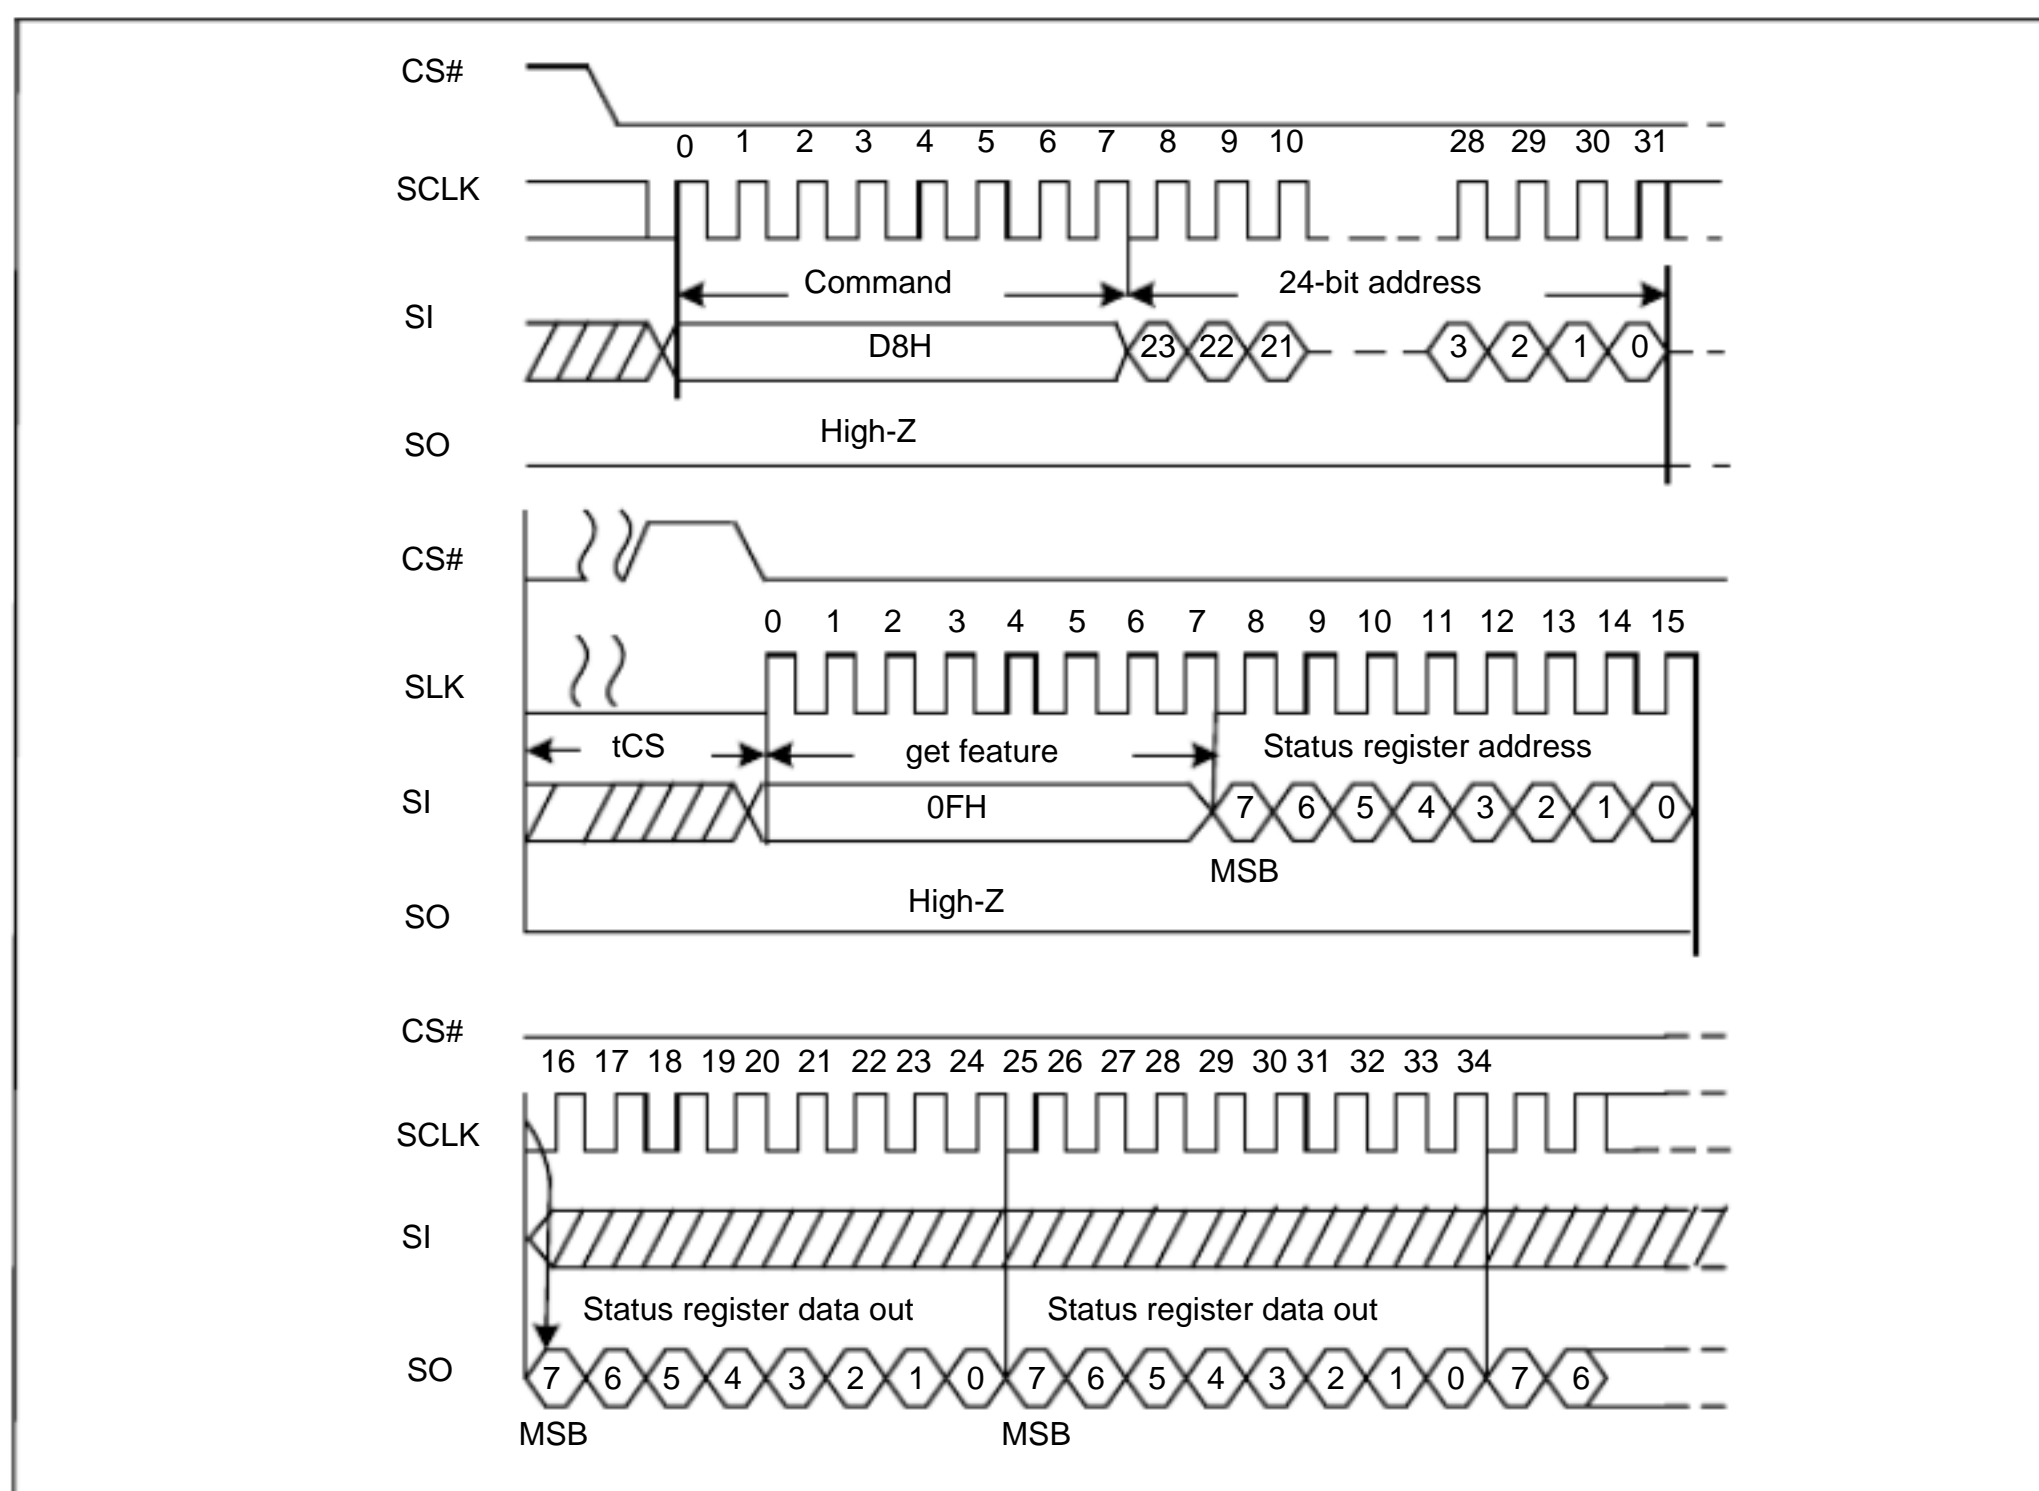 CS#
0 1 2 3 4 5 6 7 8 9 10 28 29 30 31
SCLK
Command 24-bit address
SI
D8H 23 22 21 3 2 1 0
High-Z
SO
CS#
0 1 2 3 4 5 6 7 8 9 10 11 12 13 14 15
SLK
tCS get feature Status register address
SI 0FH 7 6 5 4 3 2 1 0
MSB
High-Z
SO
CS#
16 17 18 19 20 21 22 23 24 25 26 27 28 29 30 31 32 33 34
SCLK
SI
Status register data out Status register data out
SO 7 6 5 4 3 2 1 0 7 6 5 4 3 2 1 0 7 6
MSB MSB